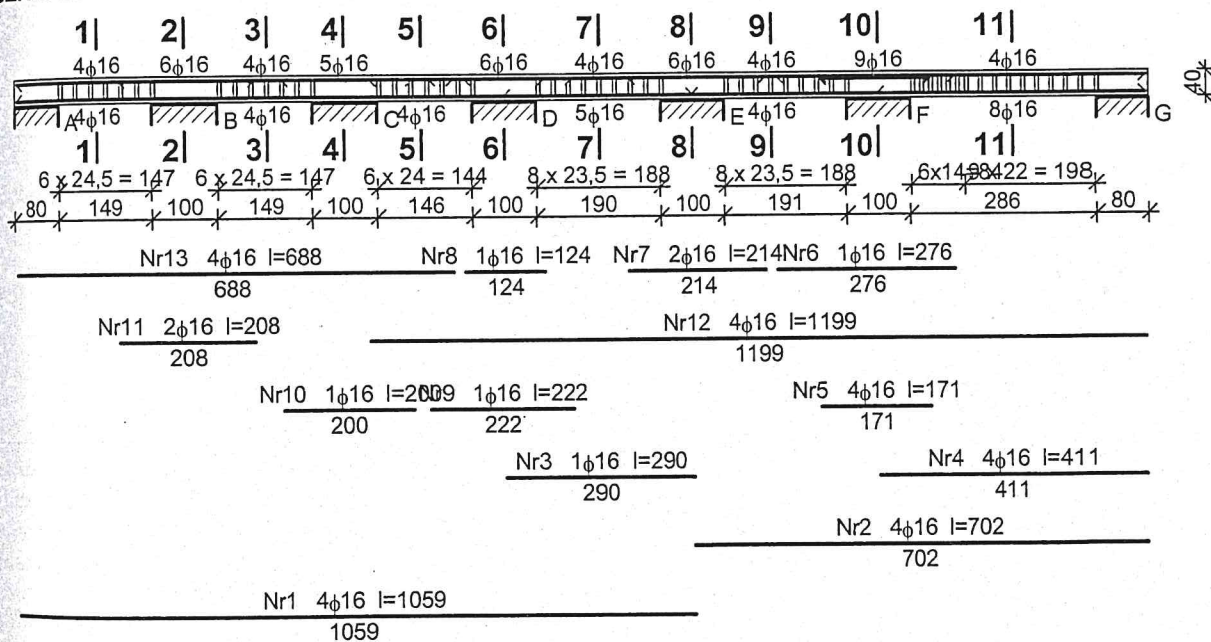 1| 2| 3| 4| 5| 6| 7| 8| 9| 10| 11|
4ϕ16 6ϕ16 4ϕ16 5ϕ16 6ϕ16 4ϕ16 6ϕ16 4ϕ16 9ϕ16 4ϕ16
40
A 4ϕ16 B 4ϕ16 C 4ϕ16 D 5ϕ16 E 4ϕ16 F 8ϕ16 G
1| 2| 3| 4| 5| 6| 7| 8| 9| 10| 11|
6 x 24,5 = 147 6 x 24,5 = 147 6 x 24 = 144 8 x 23,5 = 188 8 x 23,5 = 188 22 = 198
80 149 100 149 100 146 100 190 100 191 100 286 80
Nr13 4ϕ16 l=688 Nr8 1ϕ16 l=124 Nr7 2ϕ16 l=214 Nr6 1ϕ16 l=276
688 124 214 276
Nr11 2ϕ16 l=208 Nr12 4ϕ16 l=1199
208 1199
Nr10 1ϕ16 l=200 Nr9 1ϕ16 l=222 Nr5 4ϕ16 l=171
200 222 171
Nr3 1ϕ16 l=290 Nr4 4ϕ16 l=411
290 411
Nr2 4ϕ16 l=702
702
Nr1 4ϕ16 l=1059
1059